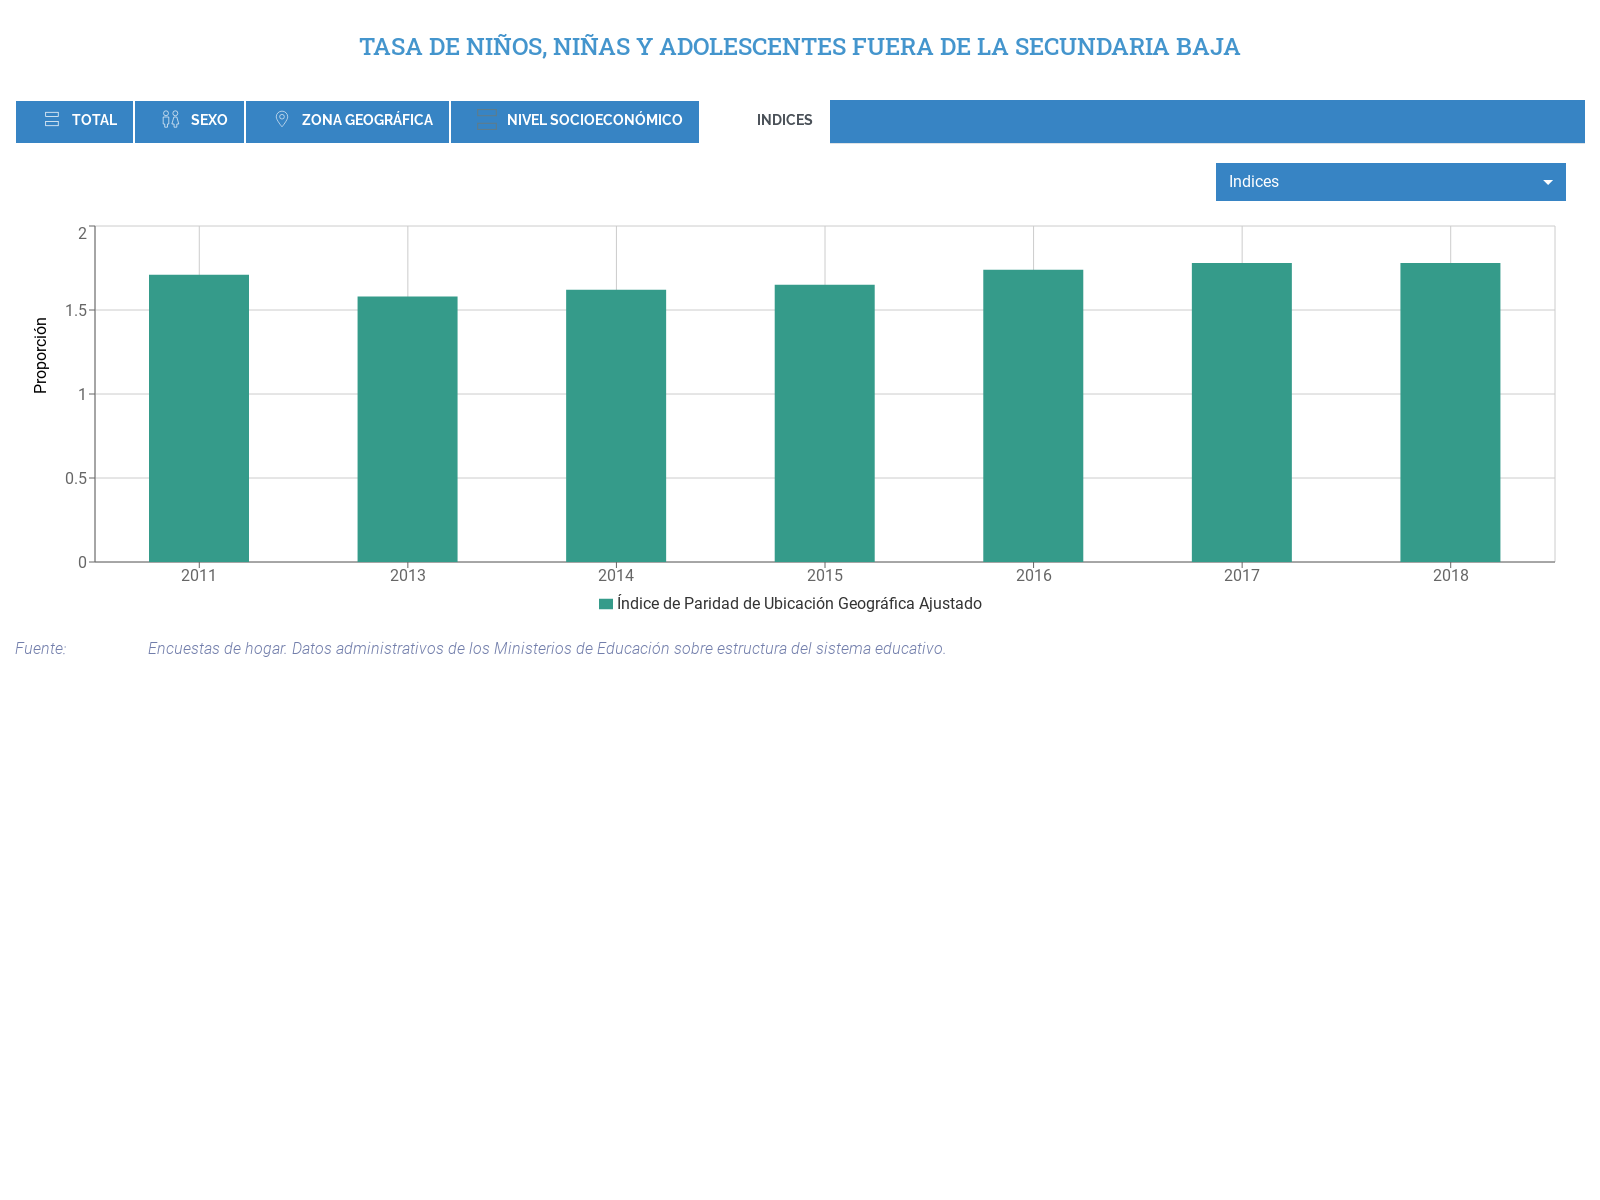 TASA DE NIÑOS, NIÑAS Y ADOLESCENTES FUERA DE LA SECUNDARIA BAJA
TOTAL SEXO ZONA GEOGRÁFICA NIVEL SOCIOECONÓMICO INDICES
Indices
2
1.5
1
0.5
0
Proporción
2011 2013 2014 2015 2016 2017 2018
Índice de Paridad de Ubicación Geográfica Ajustado
Fuente: Encuestas de hogar. Datos administrativos de los Ministerios de Educación sobre estructura del sistema educativo.